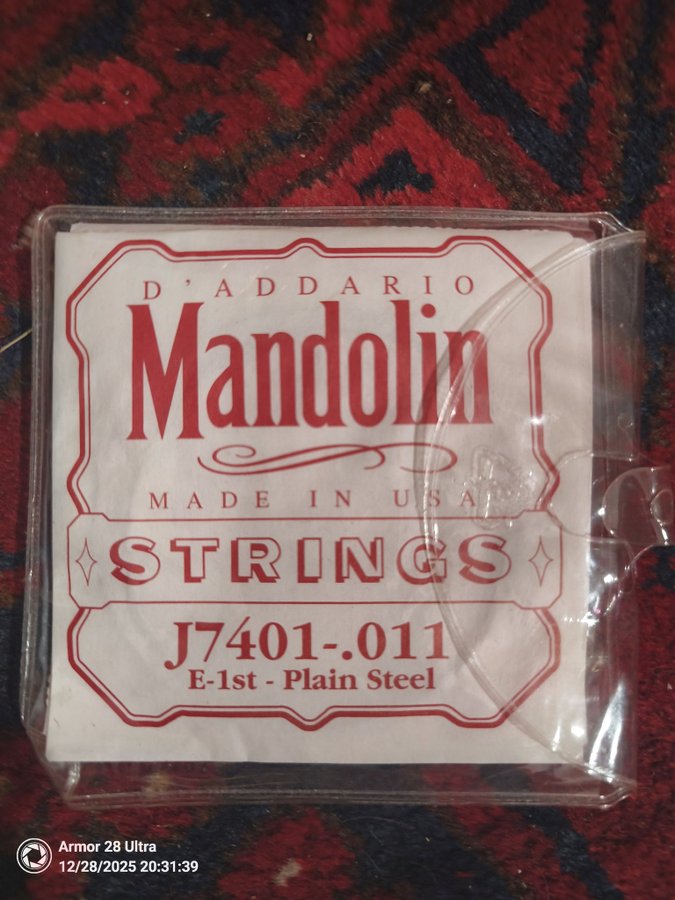 D'ADDARIO
Mandolin
MADE IN USA
STRINGS
J7401-.011
E-1st - Plain Steel
Armor 28 Ultra
12/28/2025 20:31:39